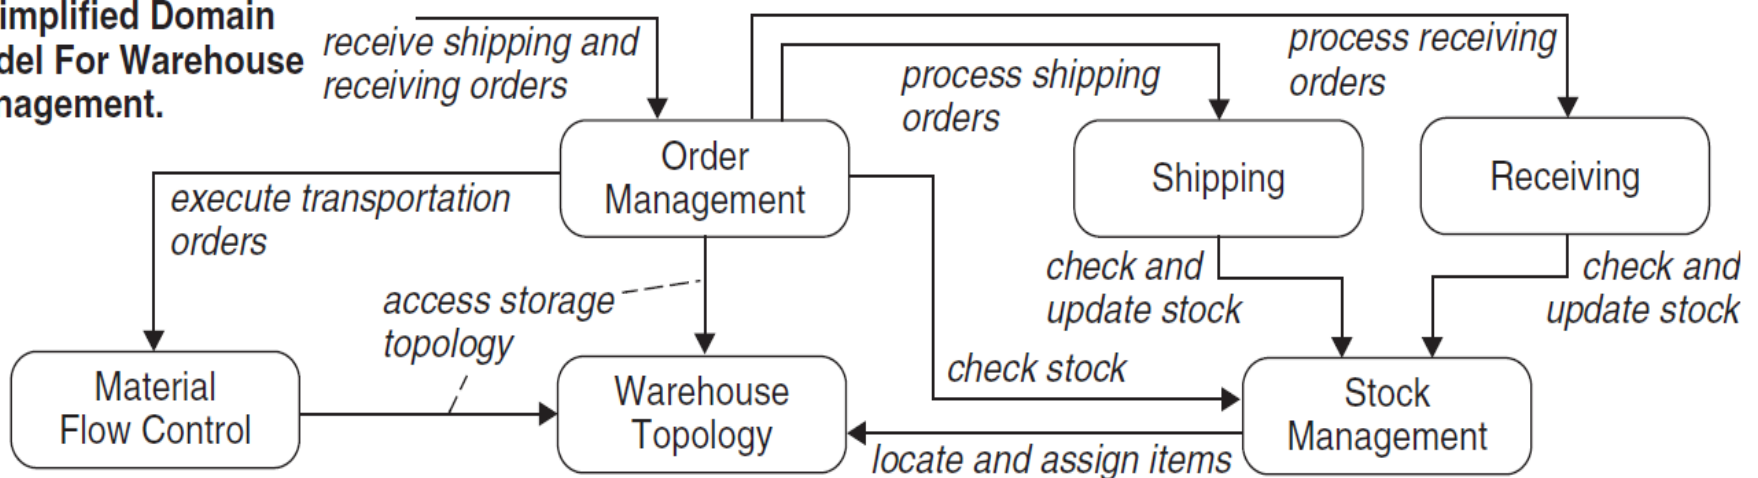 implified Domain
del For Warehouse
nagement.
receive shipping and
receiving orders
process shipping
orders
process receiving
orders
Order
Management
Shipping
Receiving
execute transportation
orders
access storage
topology
check and
update stock
check and
update stock
check stock
Material
Flow Control
Warehouse
Topology
Stock
Management
locate and assign items